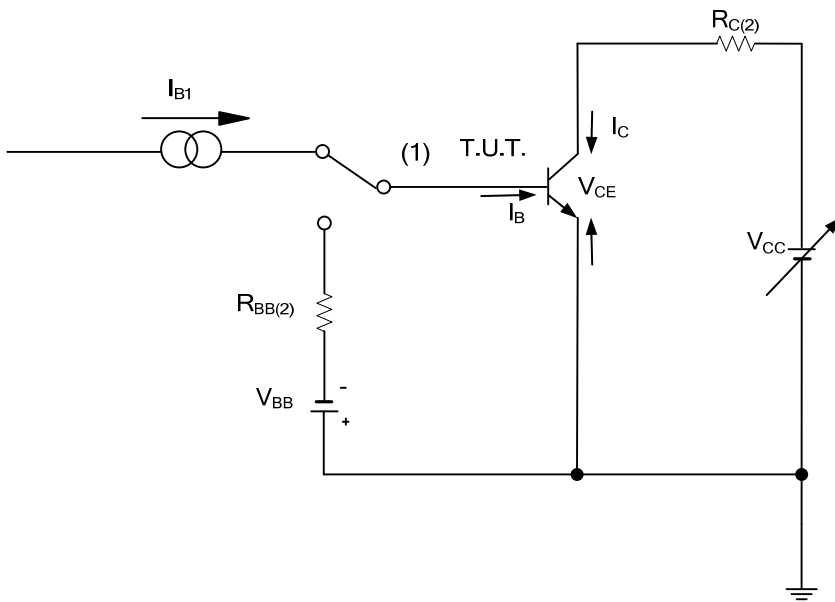 R_C(2)
I_B1
I_C
(1)
T.U.T.
V_CE
I_B
V_CC
R_BB(2)
-
V_BB
+